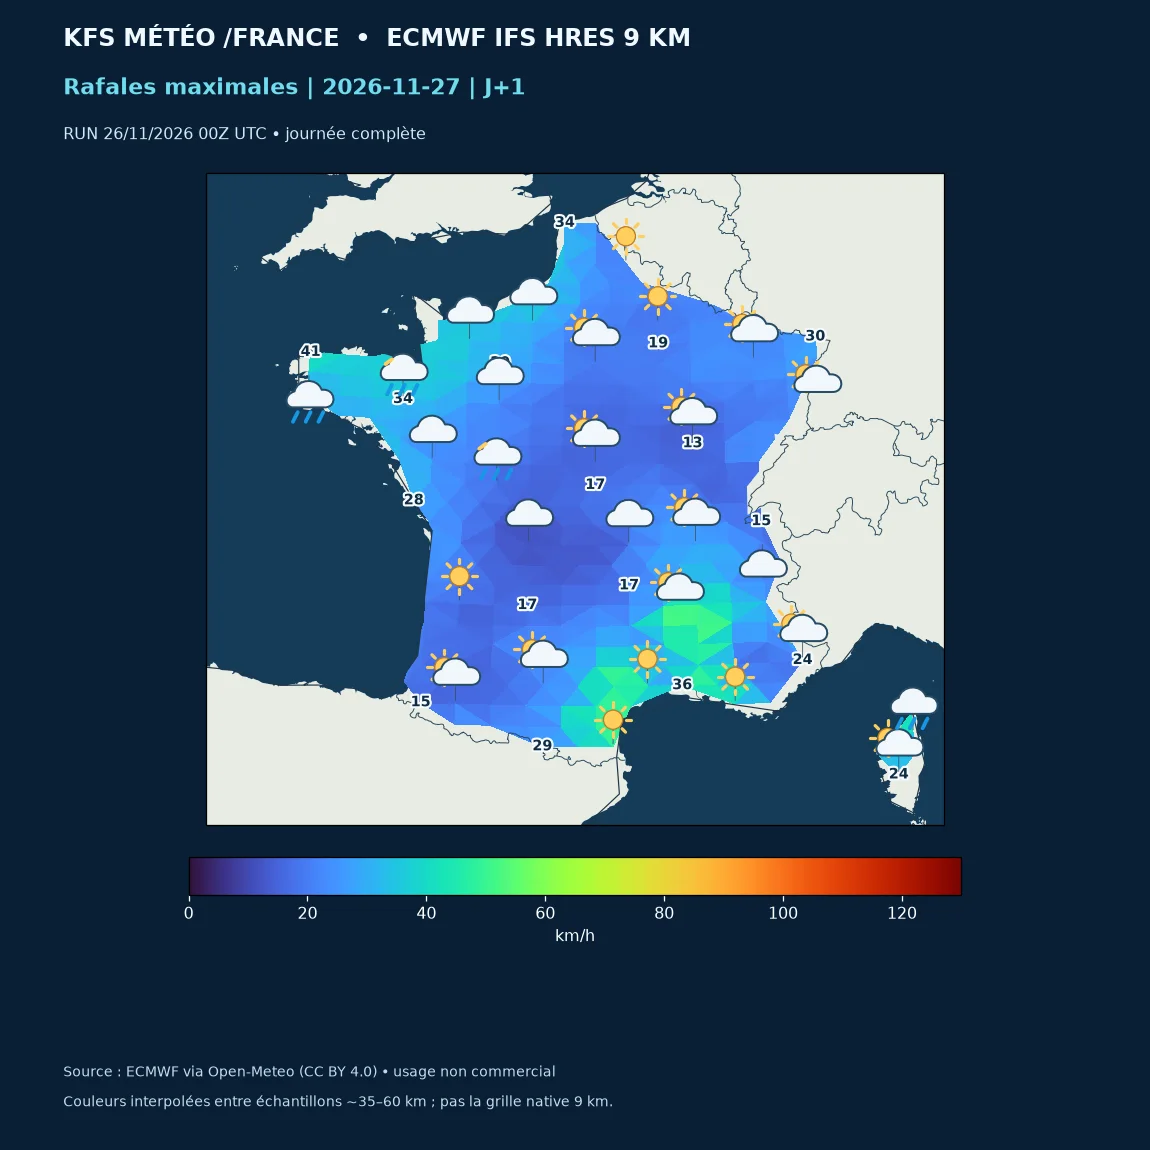 KFS MÉTÉO /FRANCE • ECMWF IFS HRES 9 KM
Rafales maximales | 2026-11-27 | J+1
RUN 26/11/2026 00Z UTC • journée complète
34
30
41
19
34
13
17
28
15
17
17
24
36
15
29
24
0 20 40 60 80 100 120
km/h
Source : ECMWF via Open-Meteo (CC BY 4.0) • usage non commercial
Couleurs interpolées entre échantillons ~35–60 km ; pas la grille native 9 km.